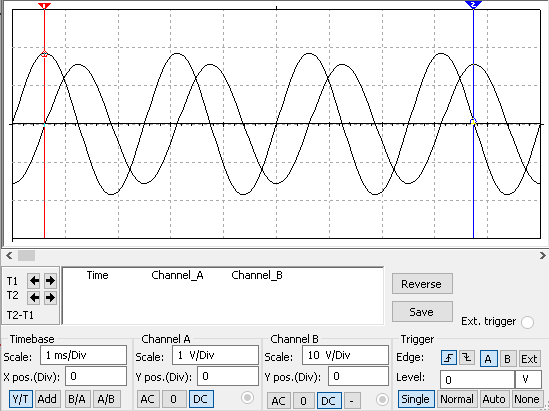 1 2
Time Channel_A Channel_B
T1
T2
T2-T1
Reverse
Save
Ext. trigger
Timebase
Scale: 1 ms/Div
X pos.(Div): 0
Y/T Add B/A A/B
Channel A
Scale: 1 V/Div
Y pos.(Div): 0
AC 0 DC
Channel B
Scale: 10 V/Div
Y pos.(Div): 0
AC 0 DC -
Trigger
Edge: A B Ext
Level: 0 V
Single Normal Auto None